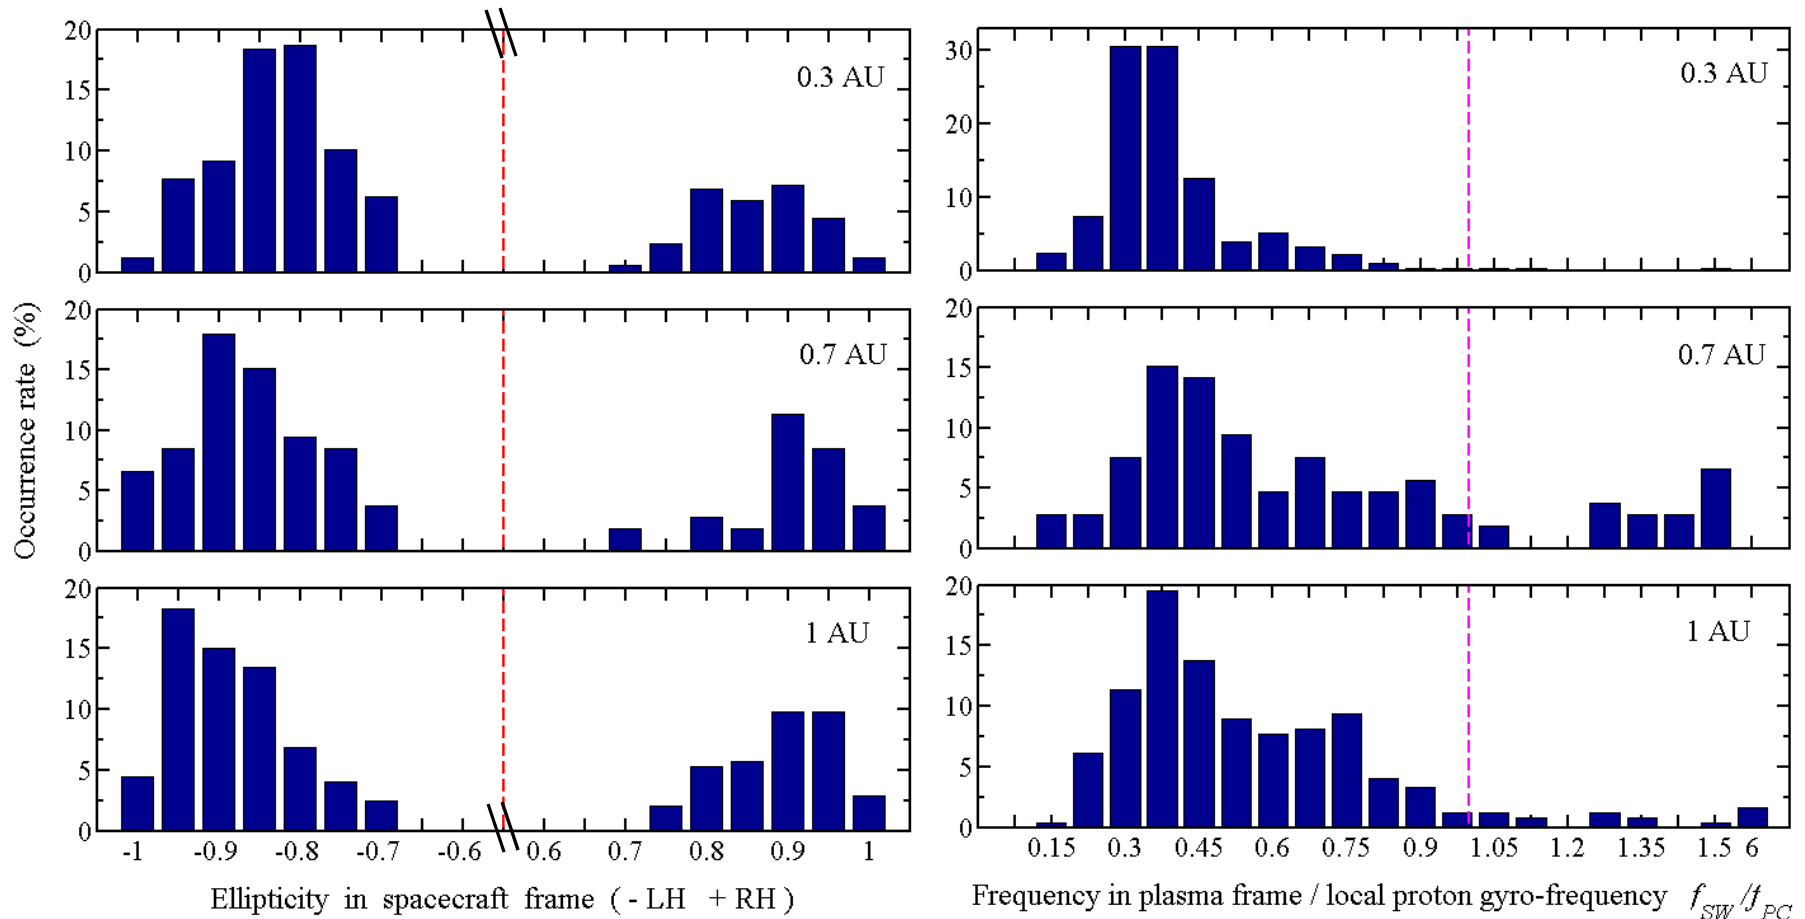 20
15
10
5
0
0.3 AU
30
20
10
0
0.3 AU
20
15
10
5
0
0.7 AU
20
15
10
5
0
0.7 AU
20
15
10
5
0
1 AU
20
15
10
5
0
1 AU
Occurrence rate (%)
-1 -0.9 -0.8 -0.7 -0.6 0.6 0.7 0.8 0.9 1
0.15 0.3 0.45 0.6 0.75 0.9 1.05 1.2 1.35 1.5 6
Ellipticity in spacecraft frame ( - LH + RH )
Frequency in plasma frame / local proton gyro-frequency f_SW/f_PC